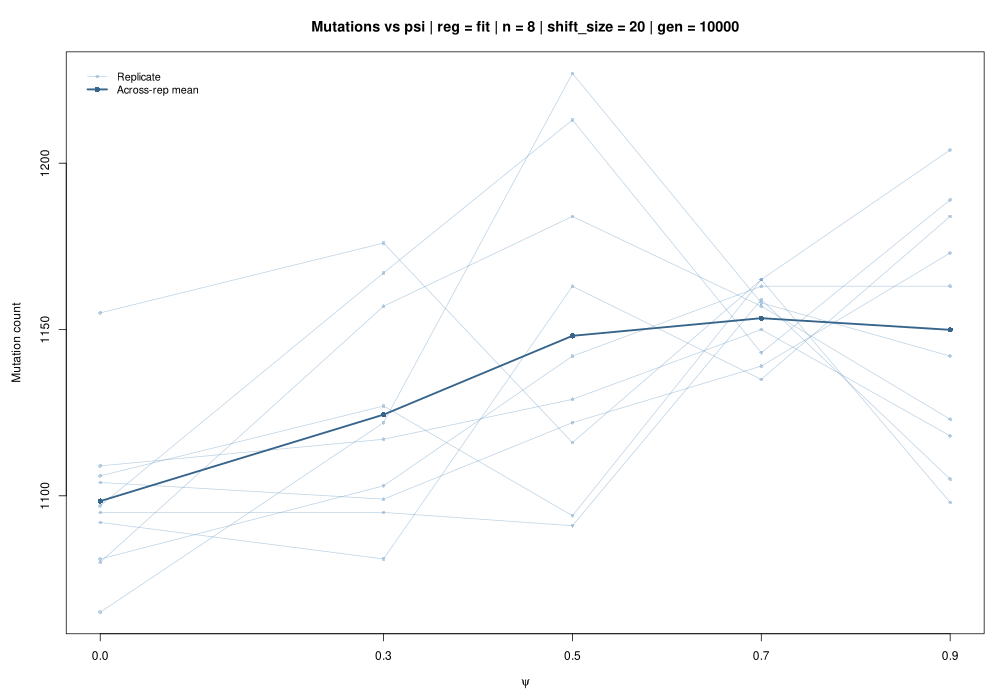 Mutations vs psi | reg = fit | n = 8 | shift_size = 20 | gen = 10000
Replicate
Across-rep mean
1200
1150
1100
Mutation count
0.0 0.3 0.5 0.7 0.9
ψ